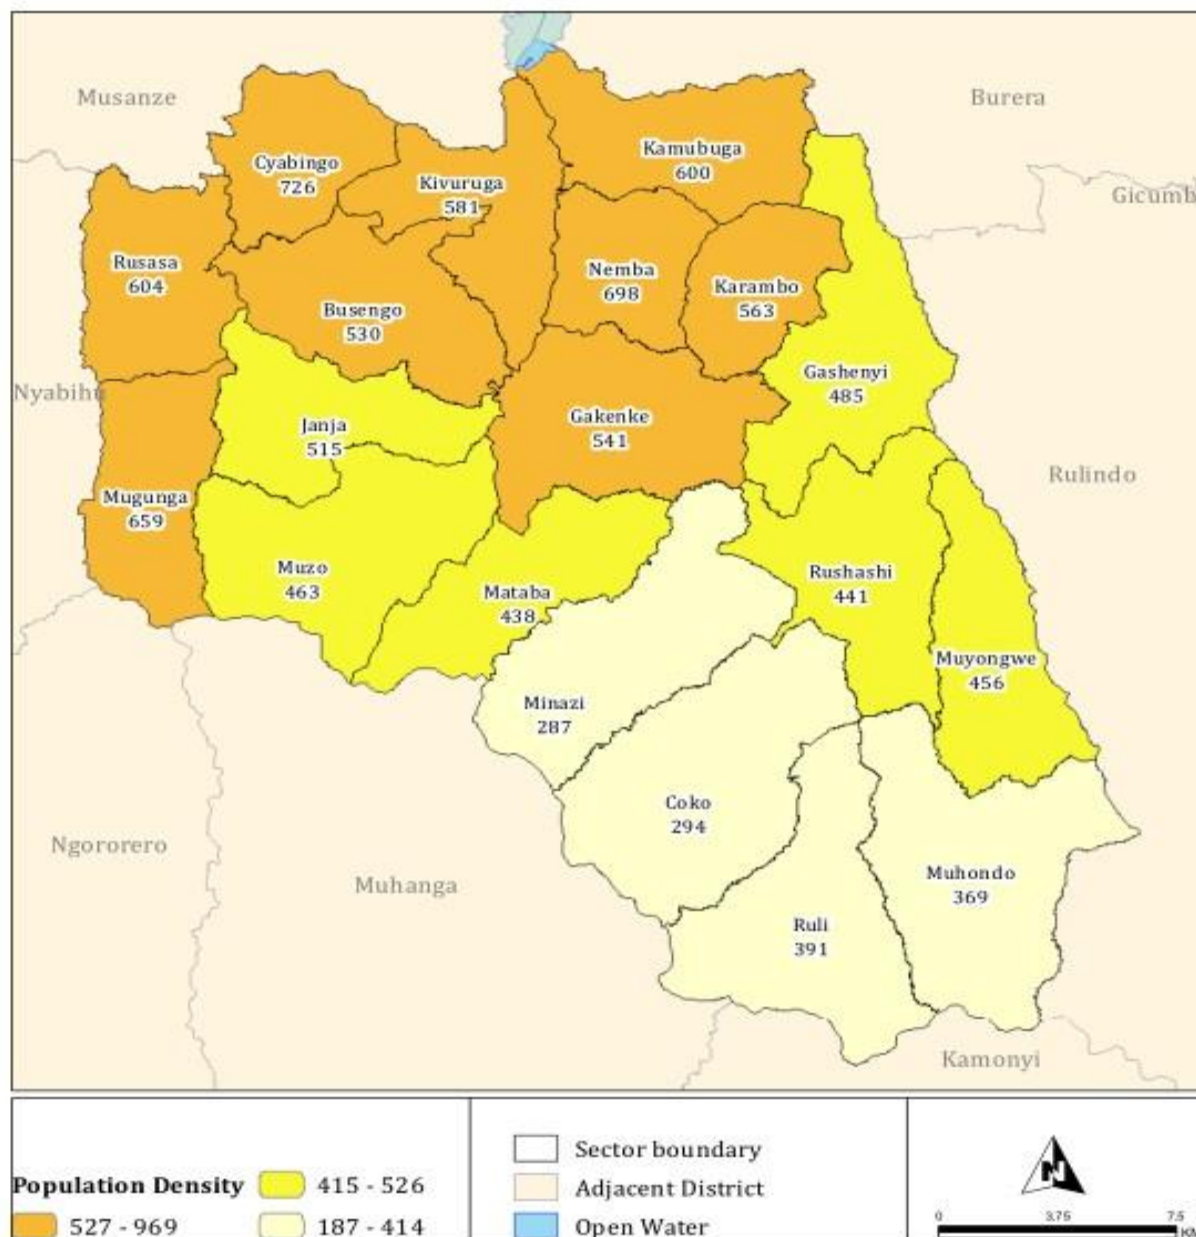 Musanze
Burera
Cyabingo
726
Kamubuga
600
Kivuruga
581
Gicumb
Rusasa
604
Nemba
698
Karambo
563
Busengo
530
Gashenyi
485
Nyabihu
Janja
515
Gakenke
541
Rulindo
Mugunga
659
Muzo
463
Mataba
438
Rushashi
441
Muyongwe
456
Minazi
287
Coko
294
Ngororero
Muhanga
Muhondo
369
Ruli
391
Kamonyi
Population Density
527 - 969
415 - 526
187 - 414
Sector boundary
Adjacent District
Open Water
N
0 3.75 7.5